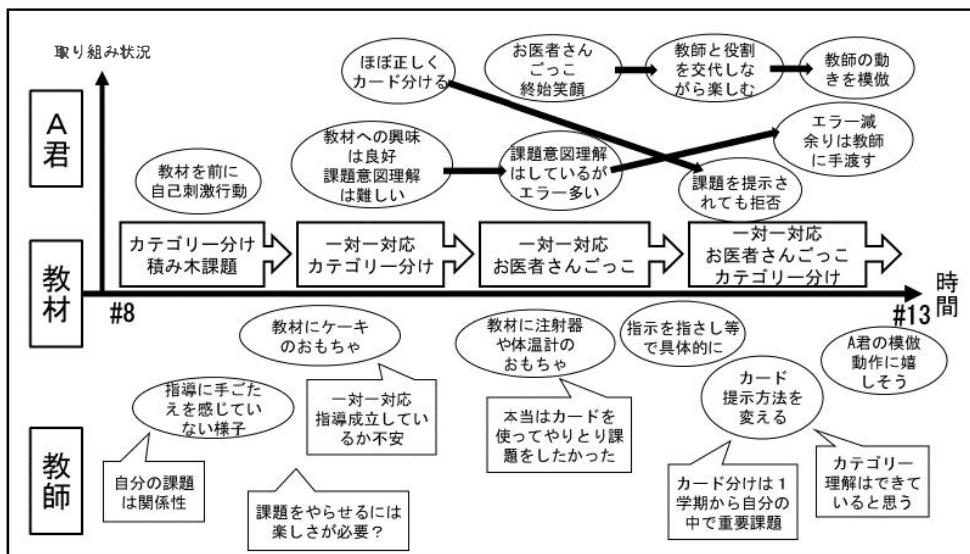 取り組み状況
A君
ほぼ正しく
カード分ける
お医者さん
ごっこ
終始笑顔
教師と役割
を交代しな
がら楽しむ
教師の動
きを模倣
教材を前に
自己刺激行動
教材への興味
は良好
課題意図理解
は難しい
課題意図理解
はしているが
エラー多い
エラー減
余りは教師
に手渡す
課題を提示さ
れても拒否
教材
カテゴリー分け
積み木課題
一対一対応
カテゴリー分け
一対一対応
お医者さんごっこ
一対一対応
お医者さんごっこ
カテゴリー分け
時間
#8
#13
教師
教材にケーキ
のおもちゃ
教材に注射器
や体温計の
おもちゃ
指示を指さし等
で具体的に
A君の模倣
動作に嬉
しそう
指導に手ごた
えを感じてい
ない様子
一対一対応
指導成立してい
るか不安
カード
提示方法を
変える
自分の課題
は関係性
課題をやらせるには
楽しさが必要？
本当はカードを
使ってやりとり課
題をしたかった
カード分けは１
学期から自分の
中で重要課題
カテゴリー
理解はでき
ていると思う